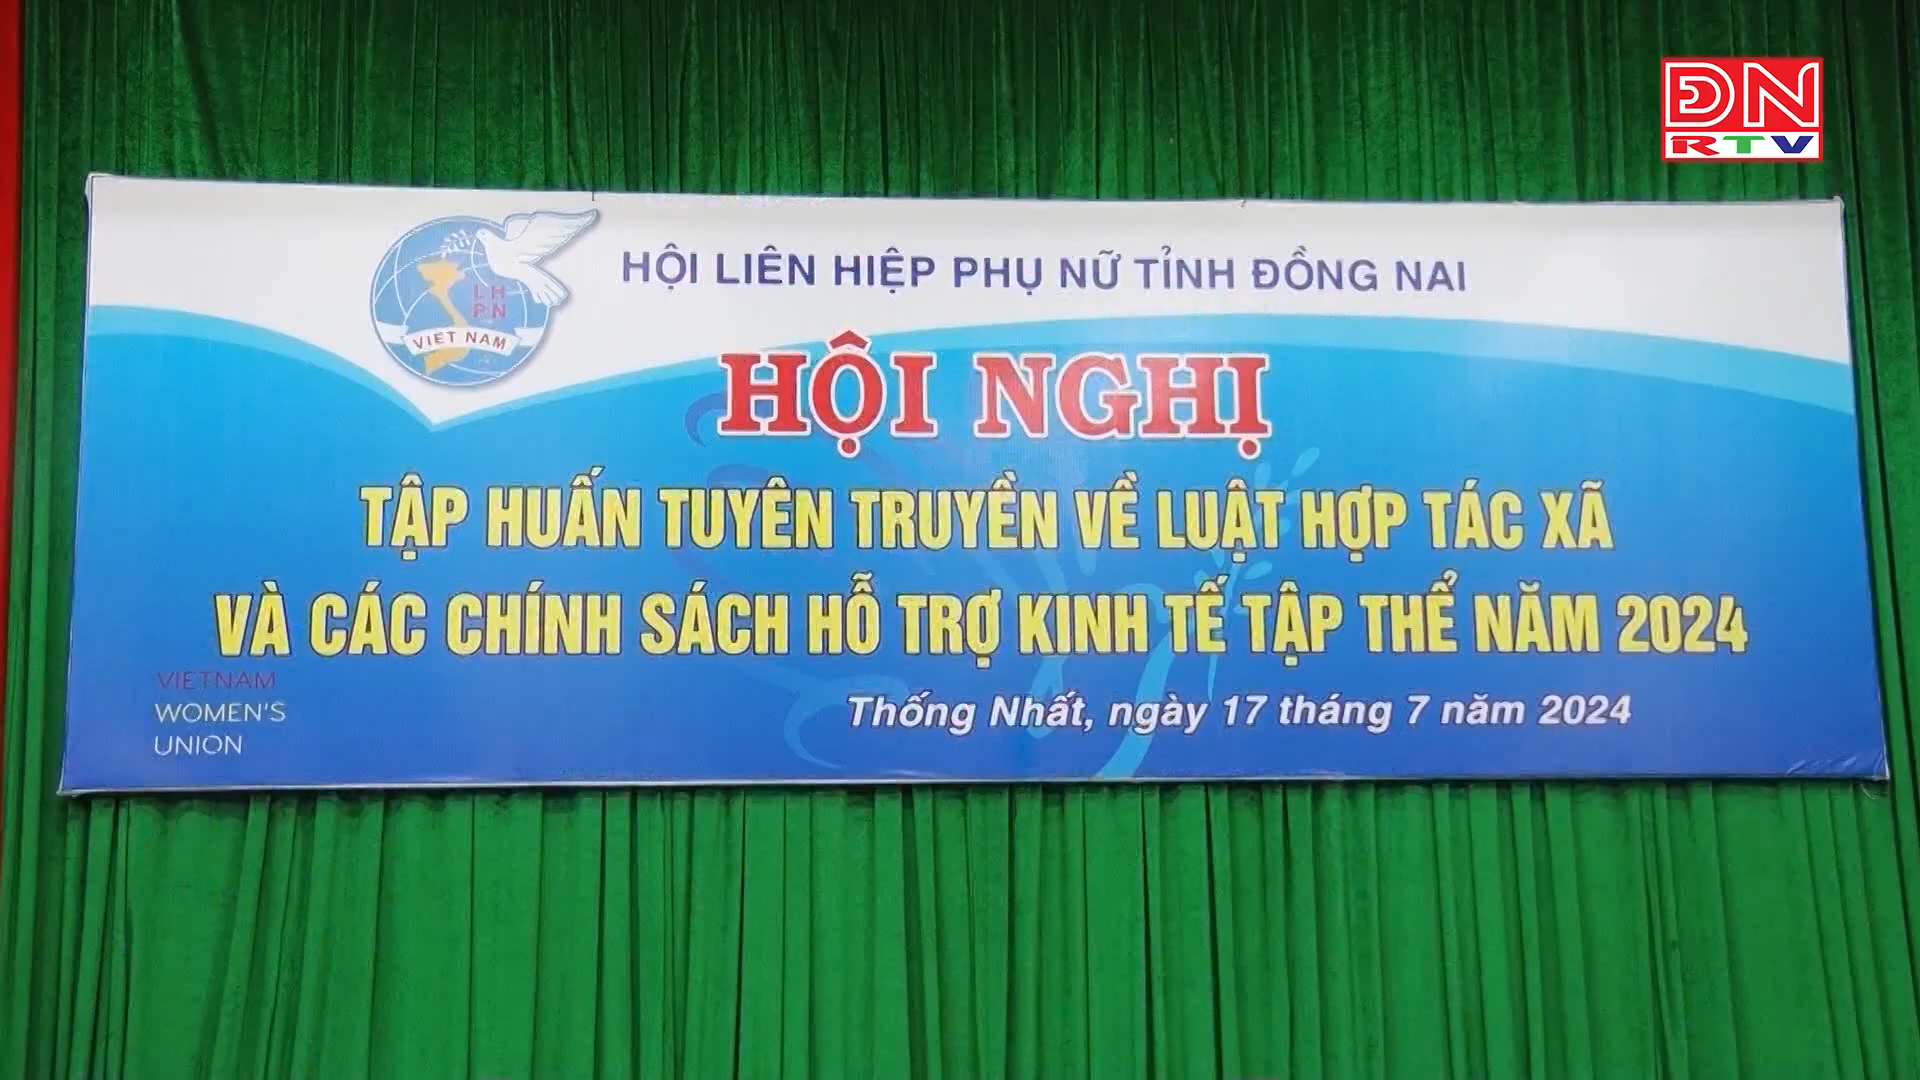 ĐN
RTV
HỘI LIÊN HIỆP PHỤ NỮ TỈNH ĐỒNG NAI
LH
PN
VIỆT NAM
HỘI NGHỊ
TẬP HUẤN TUYÊN TRUYỀN VỀ LUẬT HỢP TÁC XÃ
VÀ CÁC CHÍNH SÁCH HỖ TRỢ KINH TẾ TẬP THỂ NĂM 2024
Thống Nhất, ngày 17 tháng 7 năm 2024
VIETNAM
WOMEN'S
UNION